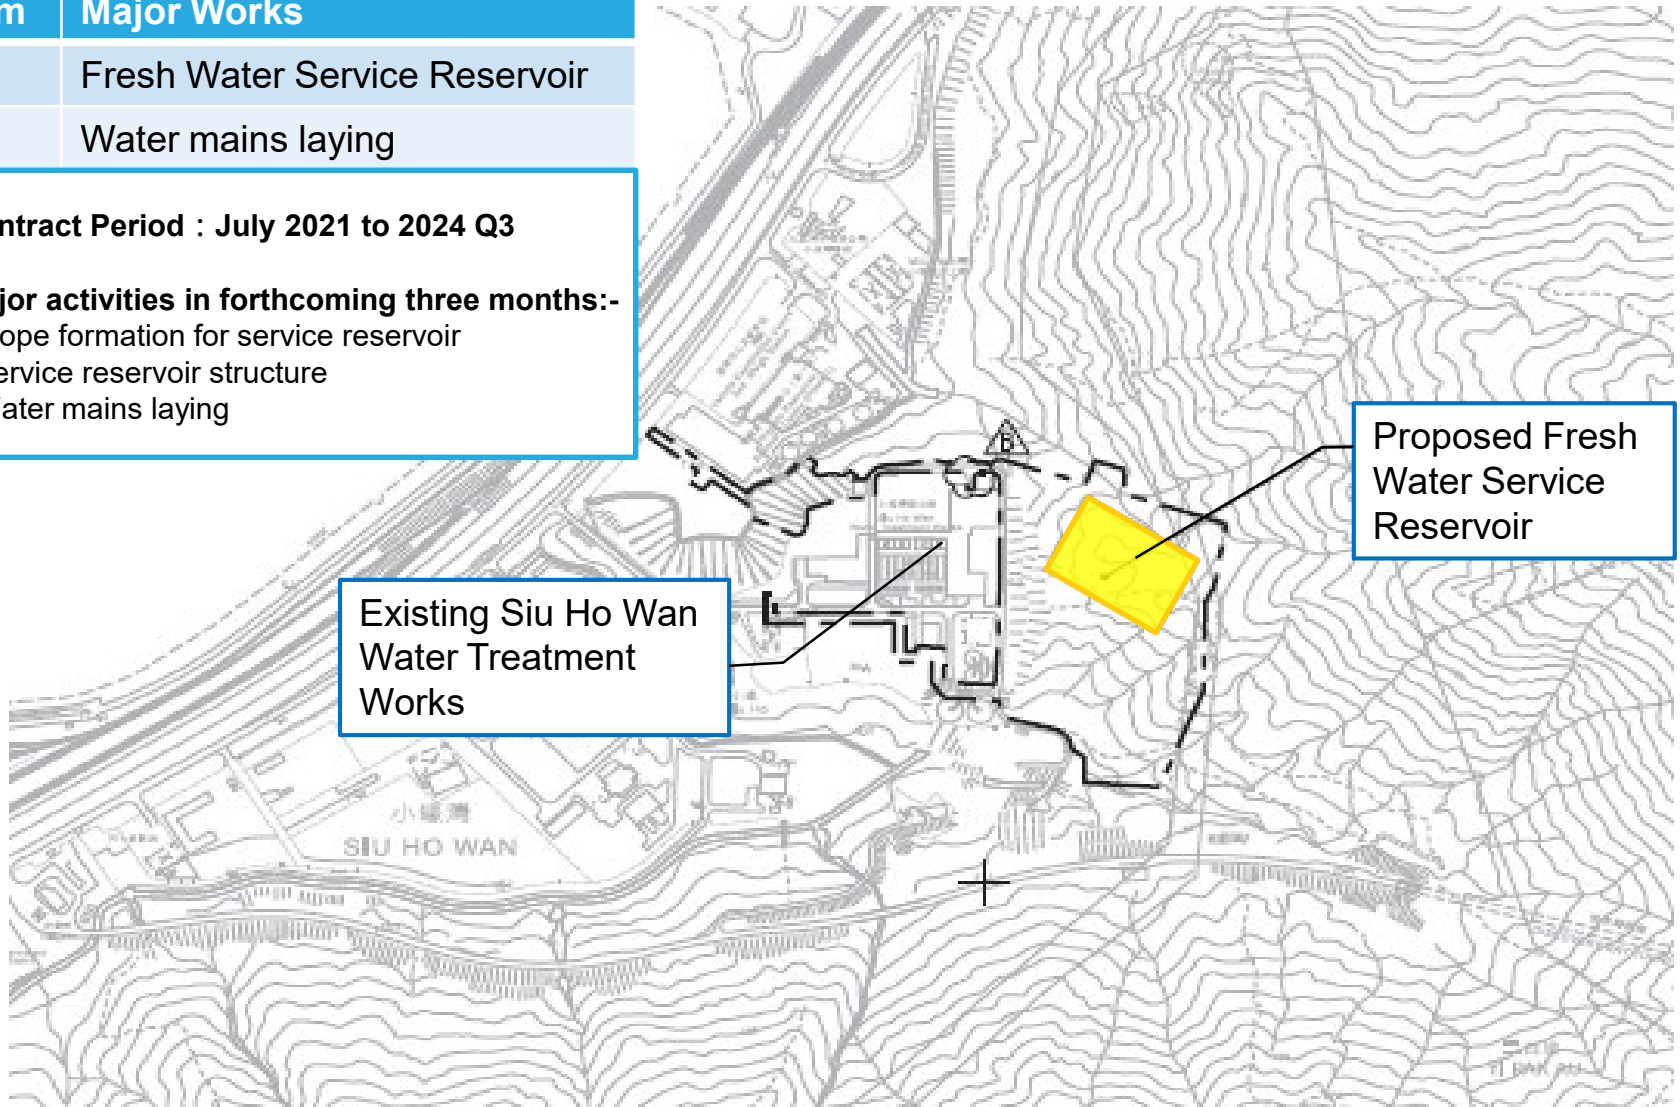 m Major Works
Fresh Water Service Reservoir
Water mains laying
ntract Period : July 2021 to 2024 Q3
jor activities in forthcoming three months:-
ope formation for service reservoir
ervice reservoir structure
ater mains laying
B
Proposed Fresh
Water Service
Reservoir
Existing Siu Ho Wan
Water Treatment
Works
小蠔灣
SIU HO WAN